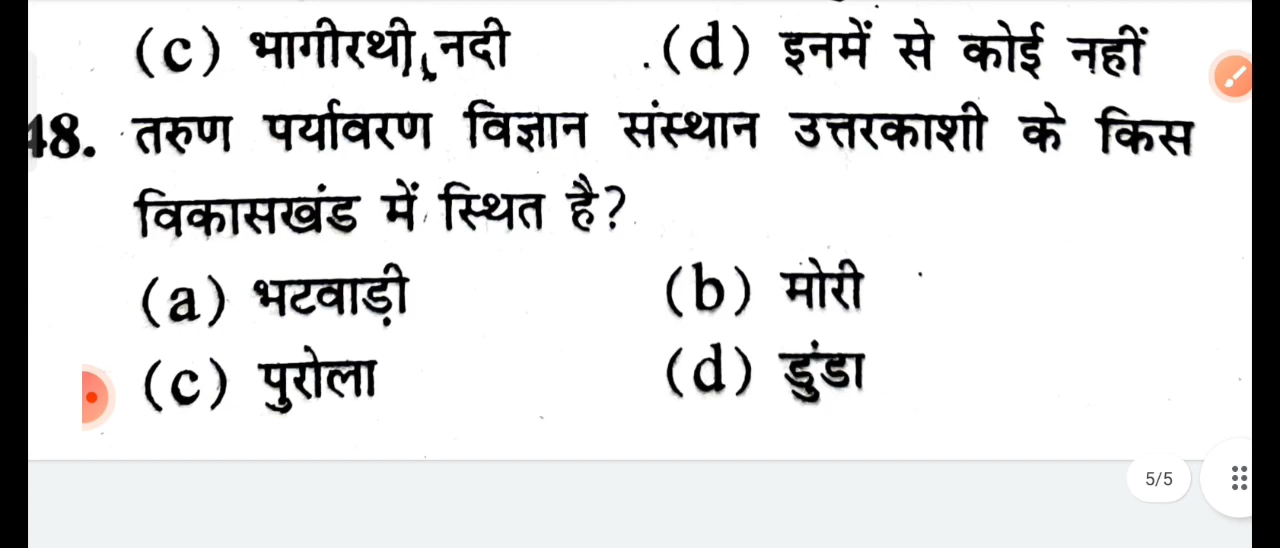 (c) भागीरथी नदी (d) इनमें से कोई नहीं
48. तरुण पर्यावरण विज्ञान संस्थान उत्तरकाशी के किस
विकासखंड में स्थित है?
(a) भटवाड़ी (b) मोरी
(c) पुरोला (d) डुंडा
5/5